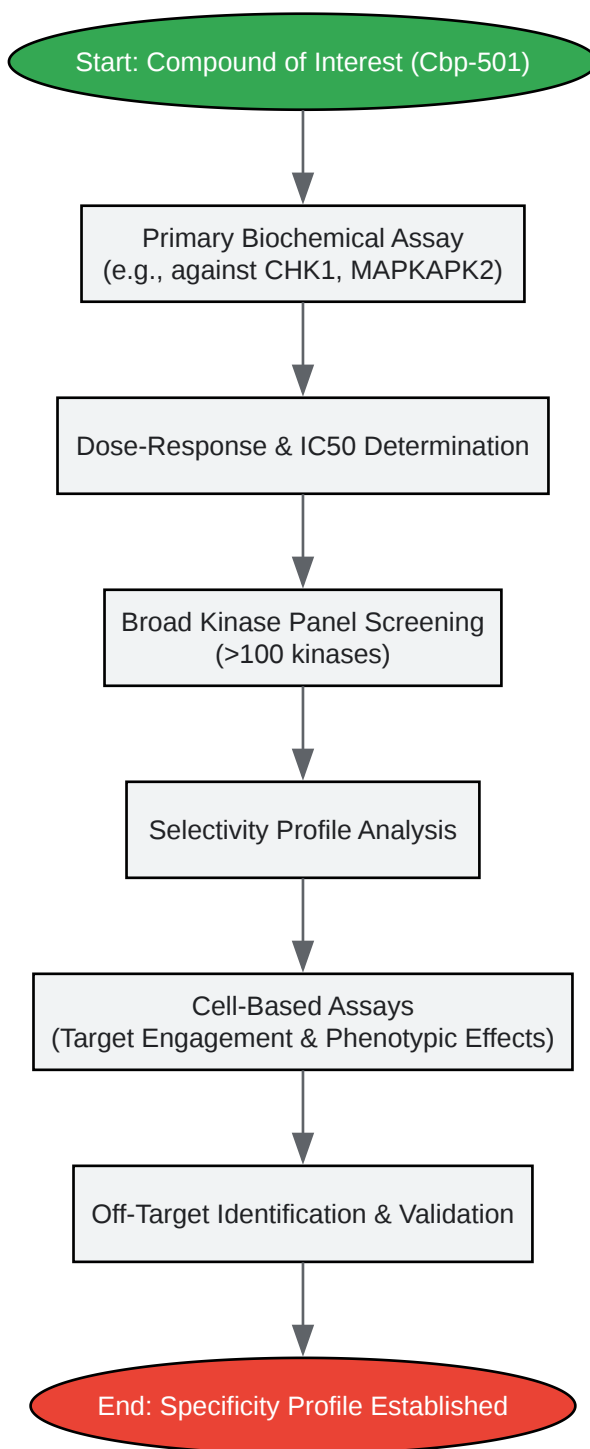 Start: Compound of Interest (Cbp-501)
Primary Biochemical Assay
(e.g., against CHK1, MAPKAPK2)
Dose-Response & IC50 Determination
Broad Kinase Panel Screening
(>100 kinases)
Selectivity Profile Analysis
Cell-Based Assays
(Target Engagement & Phenotypic Effects)
Off-Target Identification & Validation
End: Specificity Profile Established